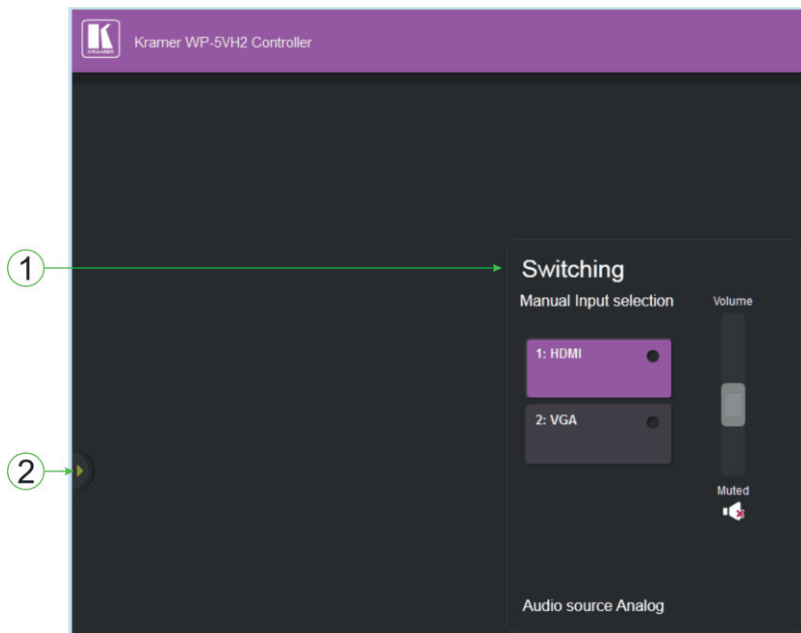 KRAMER
Kramer WP-5VH2 Controller
1
Switching
Manual Input selection
Volume
1: HDMI
2: VGA
2
Muted
Audio source Analog